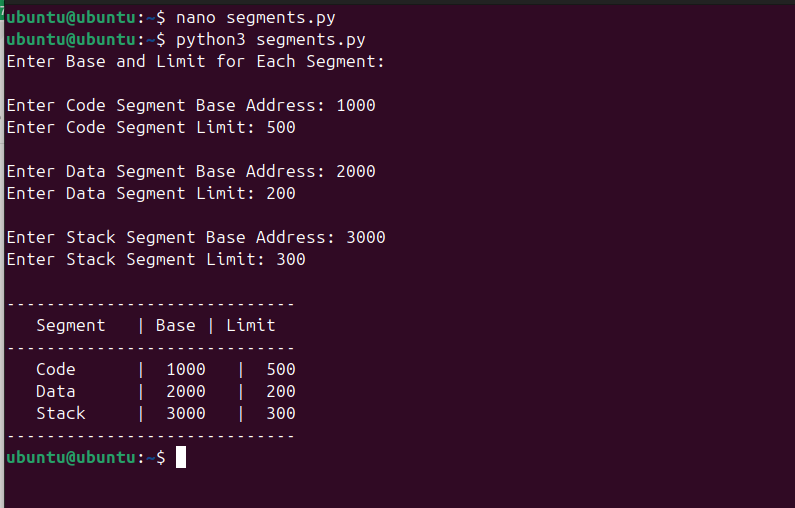 ubuntu@ubuntu:~$ nano segments.py
ubuntu@ubuntu:~$ python3 segments.py
Enter Base and Limit for Each Segment:

Enter Code Segment Base Address: 1000
Enter Code Segment Limit: 500

Enter Data Segment Base Address: 2000
Enter Data Segment Limit: 200

Enter Stack Segment Base Address: 3000
Enter Stack Segment Limit: 300

-----------------------------
   Segment   | Base | Limit
-----------------------------
   Code      |  1000   |  500
   Data      |  2000   |  200
   Stack     |  3000   |  300
-----------------------------
ubuntu@ubuntu:~$